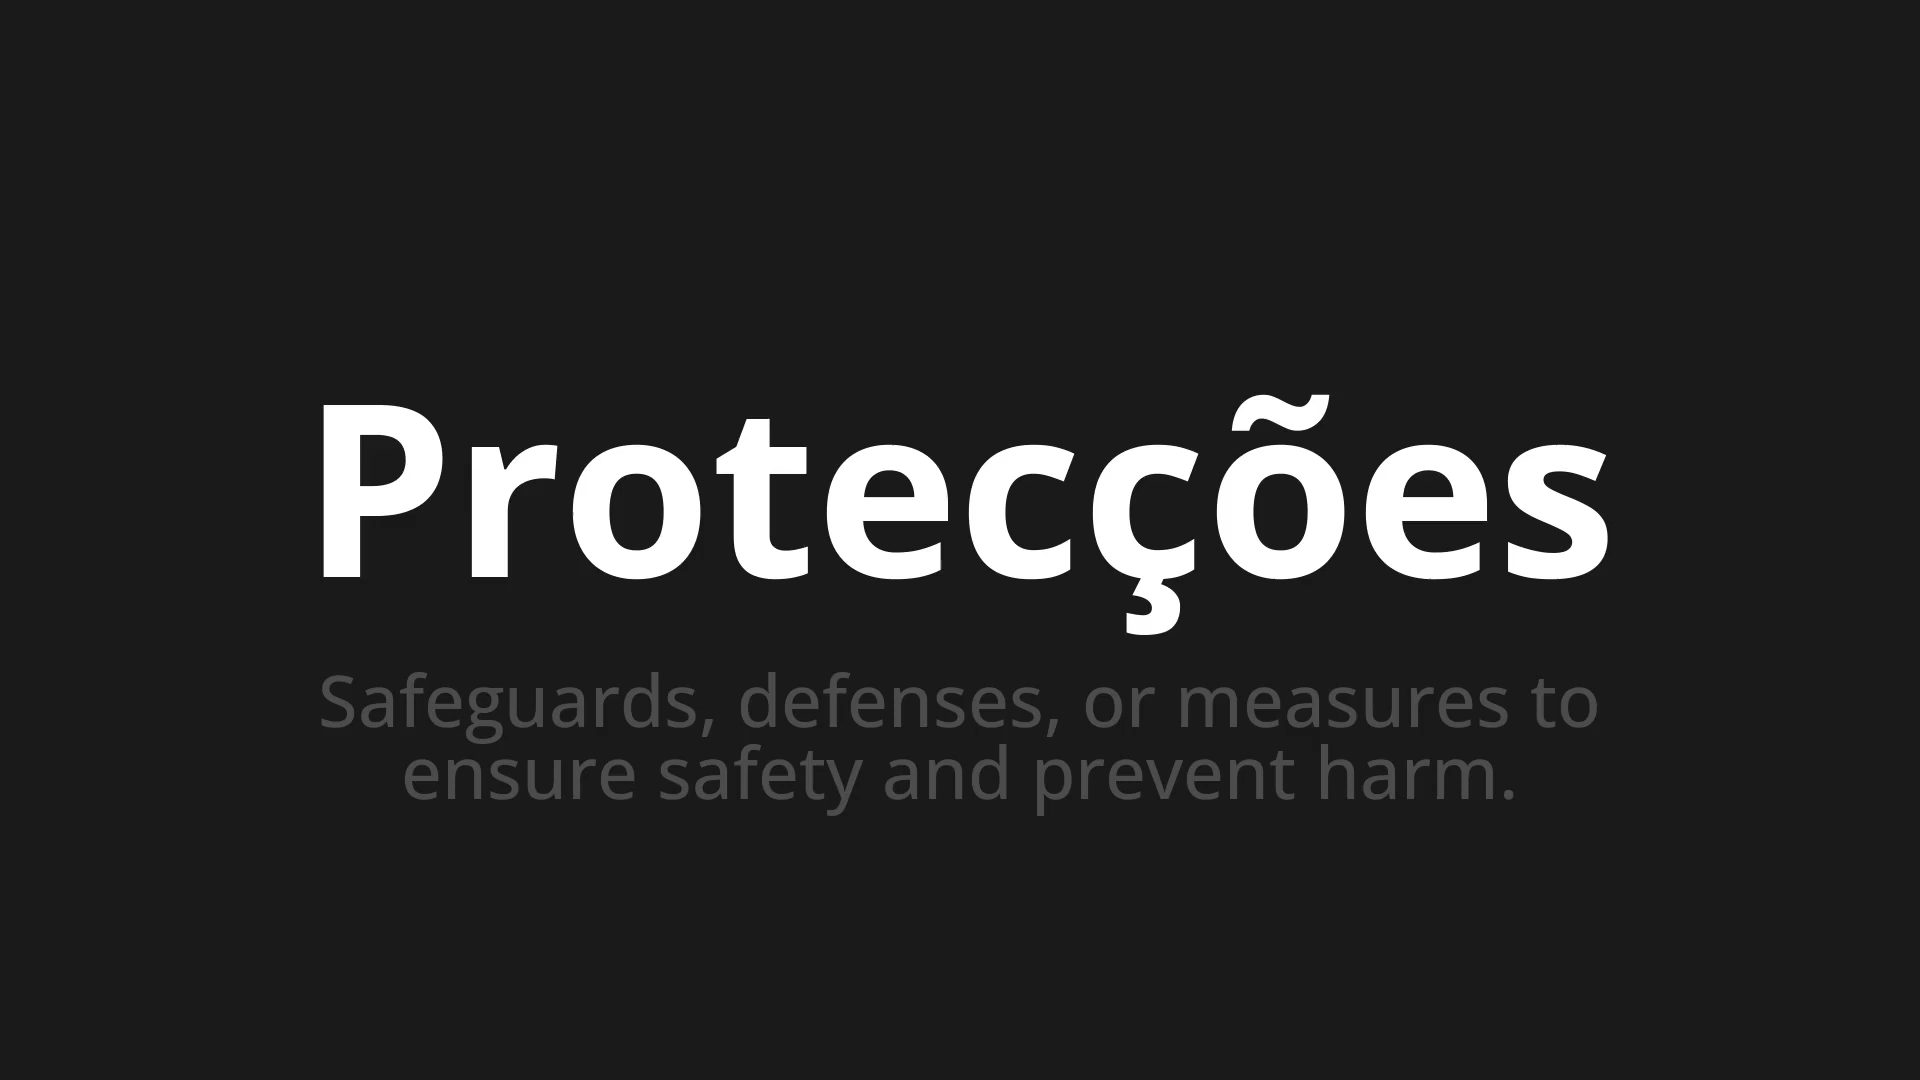 Protecções
Safeguards, defenses, or measures to
ensure safety and prevent harm.